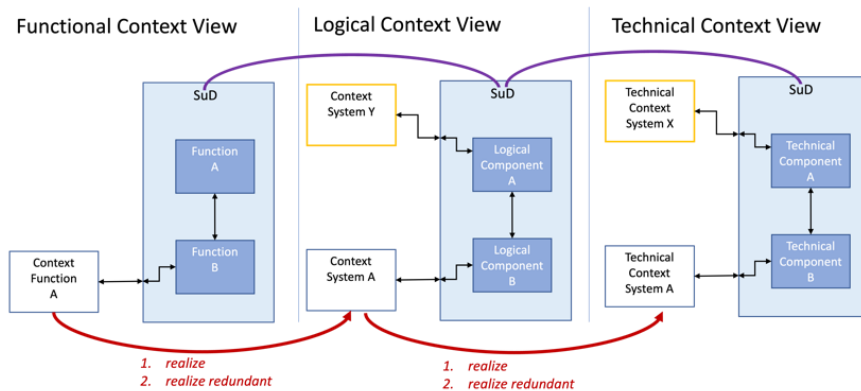 Functional Context View
SuD
Function
A
Function
B
Context
Function
A
Logical Context View
Context
System Y
SuD
Logical
Component
A
Context
System A
Logical
Component
B
Technical Context View
Technical
Context
System X
SuD
Technical
Component
A
Technical
Context
System A
Technical
Component
B
1. realize
2. realize redundant
1. realize
2. realize redundant